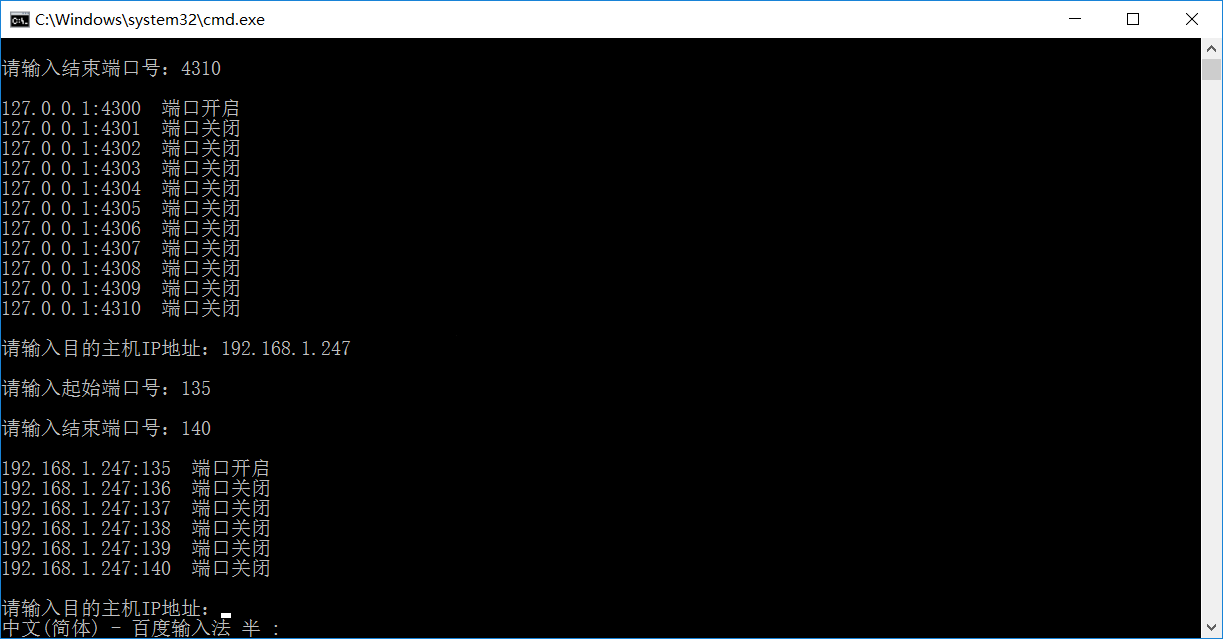 C:\Windows\system32\cmd.exe
请输入结束端口号：4310
127.0.0.1:4300  端口开启
127.0.0.1:4301  端口关闭
127.0.0.1:4302  端口关闭
127.0.0.1:4303  端口关闭
127.0.0.1:4304  端口关闭
127.0.0.1:4305  端口关闭
127.0.0.1:4306  端口关闭
127.0.0.1:4307  端口关闭
127.0.0.1:4308  端口关闭
127.0.0.1:4309  端口关闭
127.0.0.1:4310  端口关闭
请输入目的主机IP地址：192.168.1.247
请输入起始端口号：135
请输入结束端口号：140
192.168.1.247:135  端口开启
192.168.1.247:136  端口关闭
192.168.1.247:137  端口关闭
192.168.1.247:138  端口关闭
192.168.1.247:139  端口关闭
192.168.1.247:140  端口关闭
请输入目的主机IP地址：
中文(简体) - 百度输入法 半 ：